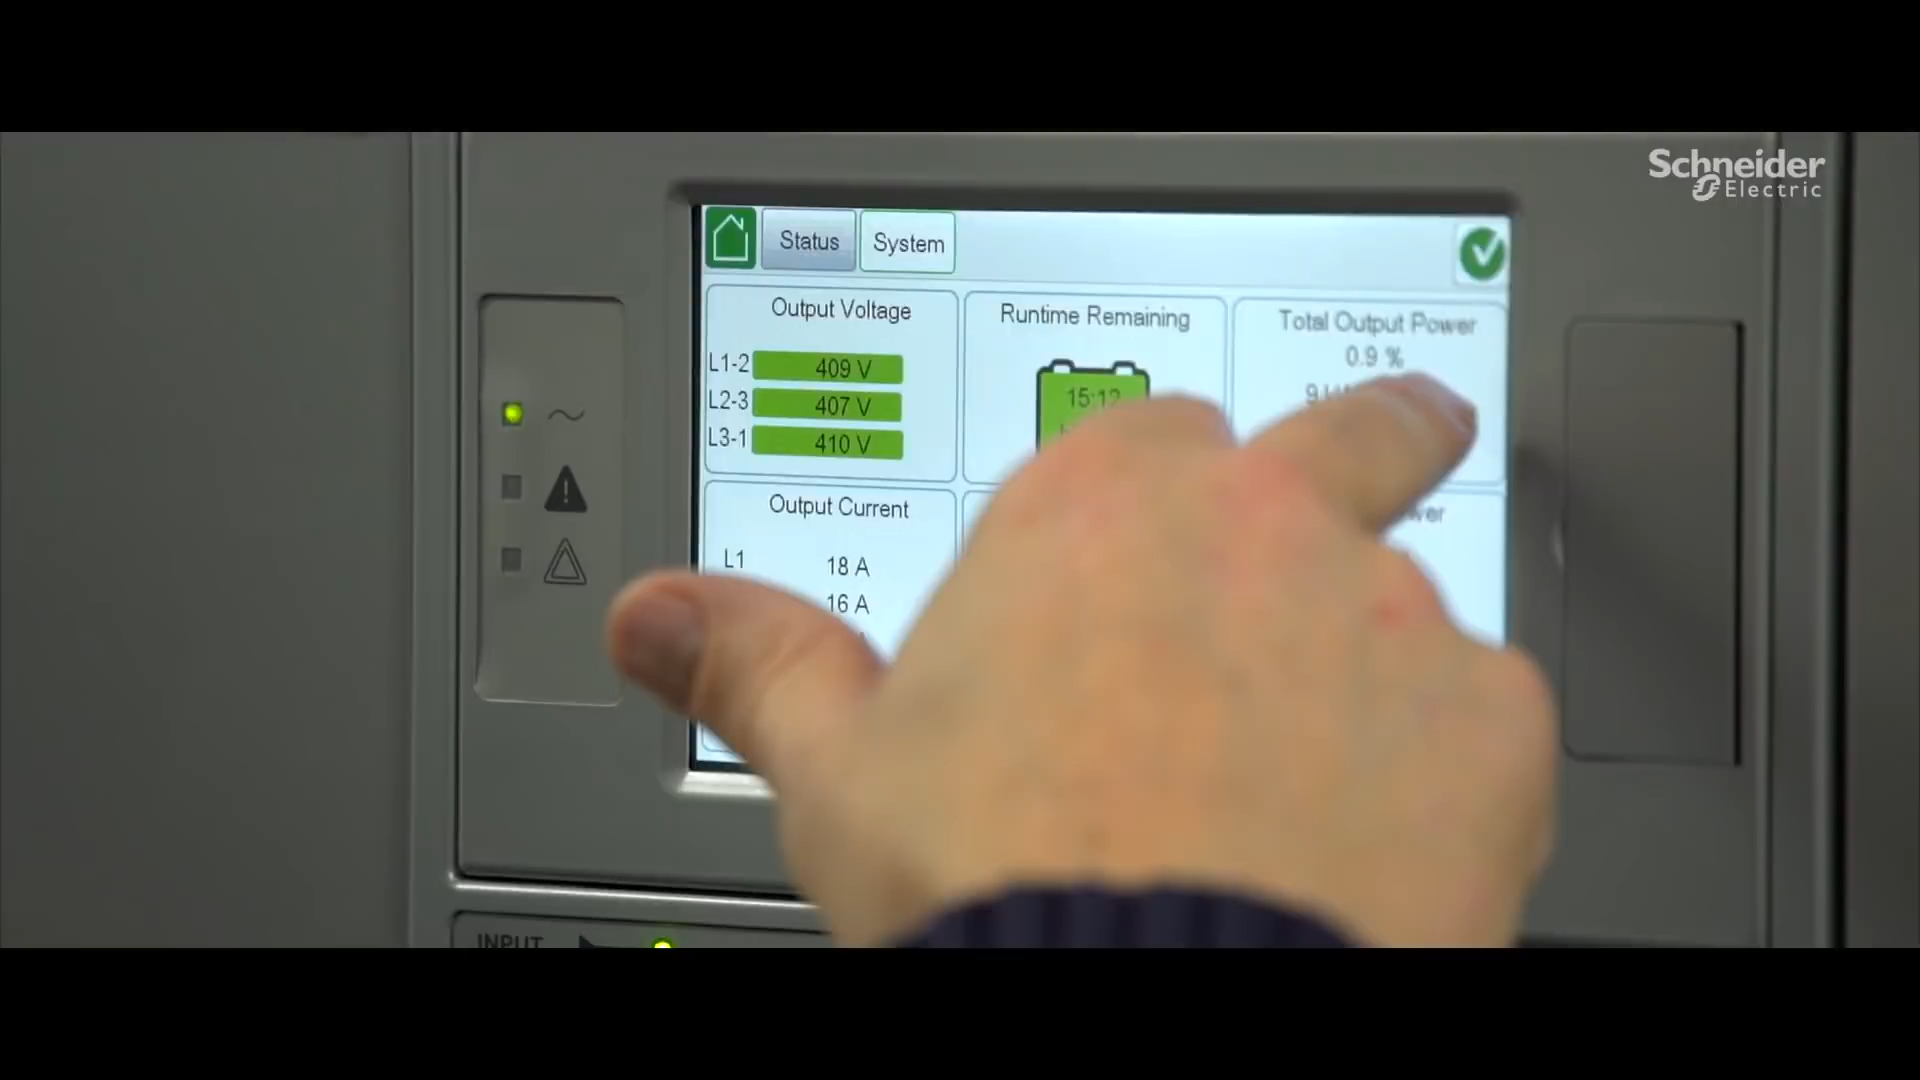 Schneider
Electric
Status
System
Output Voltage
L1-2 409 V
L2-3 407 V
L3-1 410 V
Runtime Remaining
15:12
Total Output Power
0.9 %
Output Current
L1 18 A
16 A
INPUT